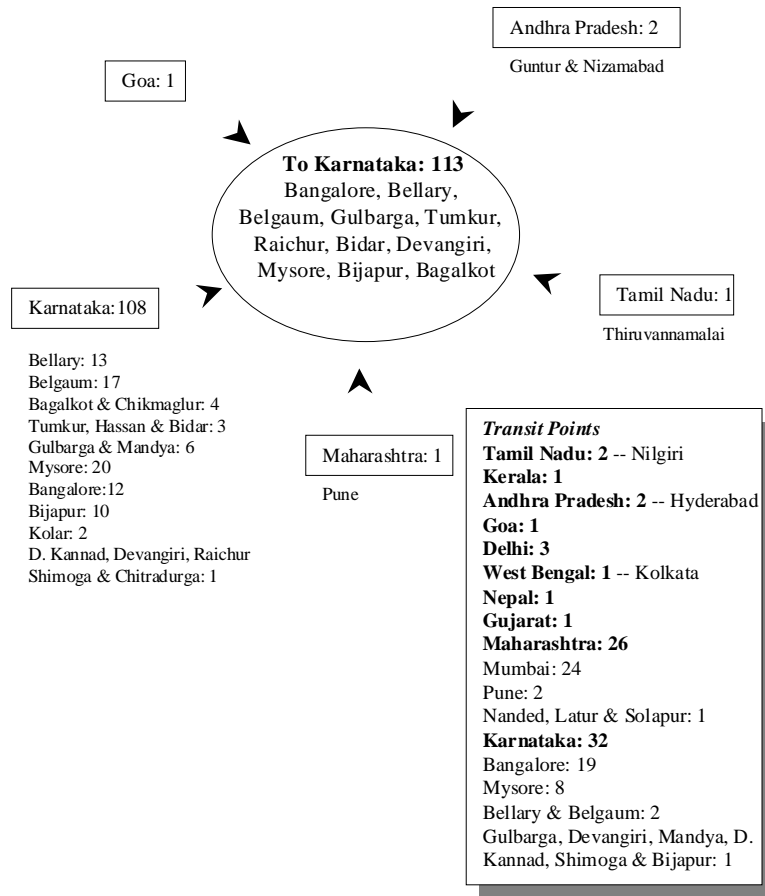 Andhra Pradesh: 2
Guntur & Nizamabad
Goa: 1
To Karnataka: 113
Bangalore, Bellary,
Belgaum, Gulbarga, Tumkur,
Raichur, Bidar, Devangiri,
Mysore, Bijapur, Bagalkot
Karnataka:108
Bellary: 13
Belgaum: 17
Bagalkot & Chikmaglur: 4
Tumkur, Hassan & Bidar: 3
Gulbarga & Mandya: 6
Mysore: 20
Bangalore:12
Bijapur: 10
Kolar: 2
D. Kannad, Devangiri, Raichur
Shimoga & Chitradurga: 1
Tamil Nadu: 1
Thiruvannamalai
Maharashtra: 1
Pune
Transit Points
Tamil Nadu: 2 -- Nilgiri
Kerala: 1
Andhra Pradesh: 2 -- Hyderabad
Goa: 1
Delhi: 3
West Bengal: 1 -- Kolkata
Nepal: 1
Gujarat: 1
Maharashtra: 26
Mumbai: 24
Pune: 2
Nanded, Latur & Solapur: 1
Karnataka: 32
Bangalore: 19
Mysore: 8
Bellary & Belgaum: 2
Gulbarga, Devangiri, Mandya, D.
Kannad, Shimoga & Bijapur: 1